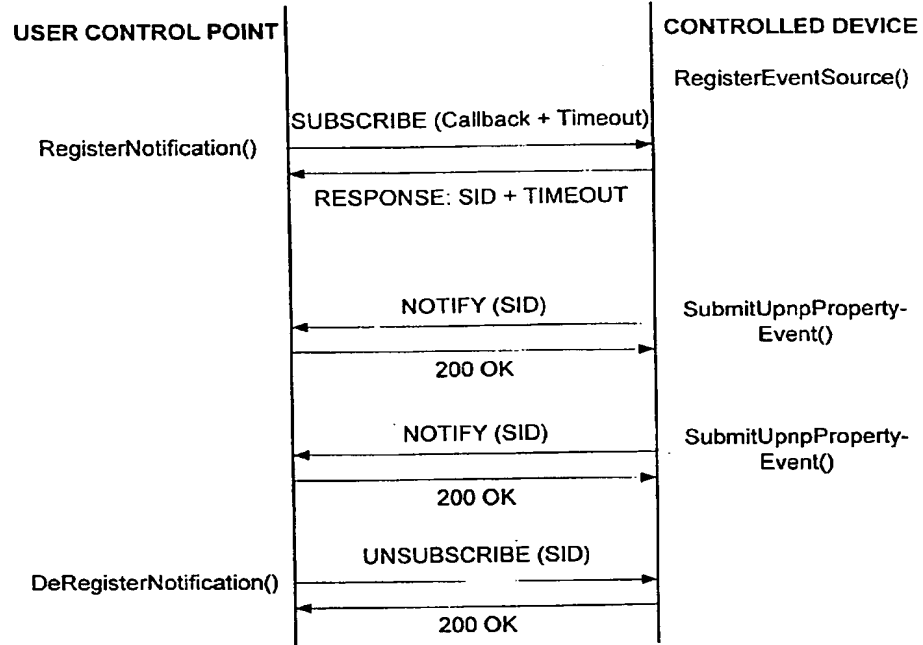 USER CONTROL POINT
CONTROLLED DEVICE
RegisterEventSource()
SUBSCRIBE (Callback + Timeout)
RegisterNotification()
RESPONSE: SID + TIMEOUT
NOTIFY (SID)
SubmitUpnpProperty-
Event()
200 OK
NOTIFY (SID)
SubmitUpnpProperty-
Event()
200 OK
UNSUBSCRIBE (SID)
DeRegisterNotification()
200 OK